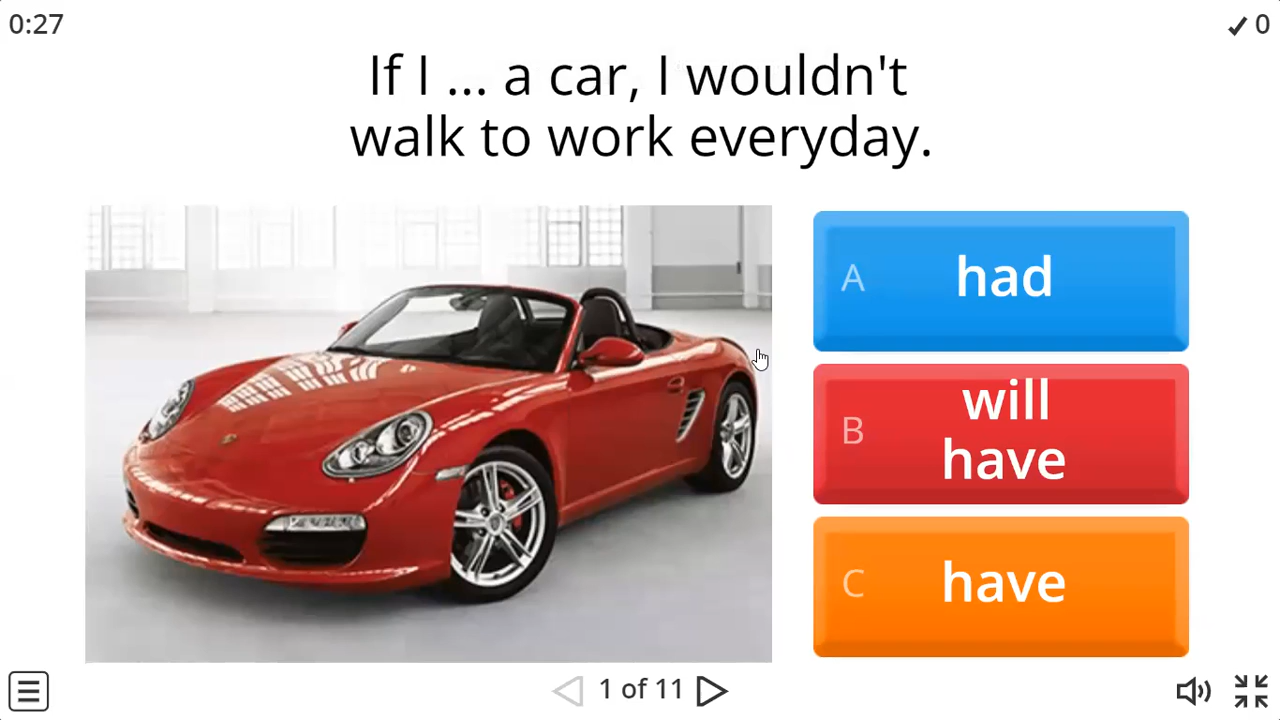 0:27
✓ 0
If I ... a car, I wouldn't
walk to work everyday.
A had
B will
have
C have
1 of 11